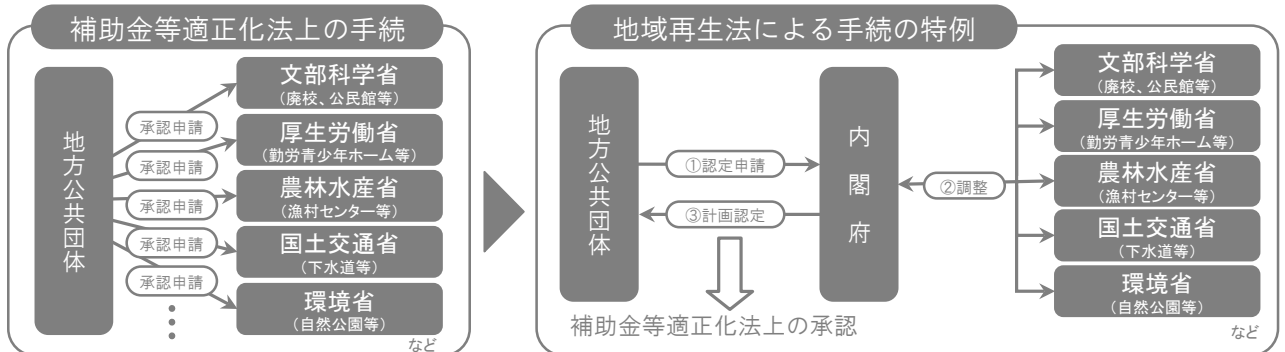 補助金等適正化法上の手続
地方公共団体
承認申請
承認申請
承認申請
承認申請
承認申請
文部科学省
(廃校、公民館等)
厚生労働省
(勤労青少年ホーム等)
農林水産省
(漁村センター等)
国土交通省
(下水道等)
環境省
(自然公園等)
など
地域再生法による手続の特例
地方公共団体
①認定申請
③計画認定
内閣府
②調整
文部科学省
(廃校、公民館等)
厚生労働省
(勤労青少年ホーム等)
農林水産省
(漁村センター等)
国土交通省
(下水道等)
環境省
(自然公園等)
など
補助金等適正化法上の承認